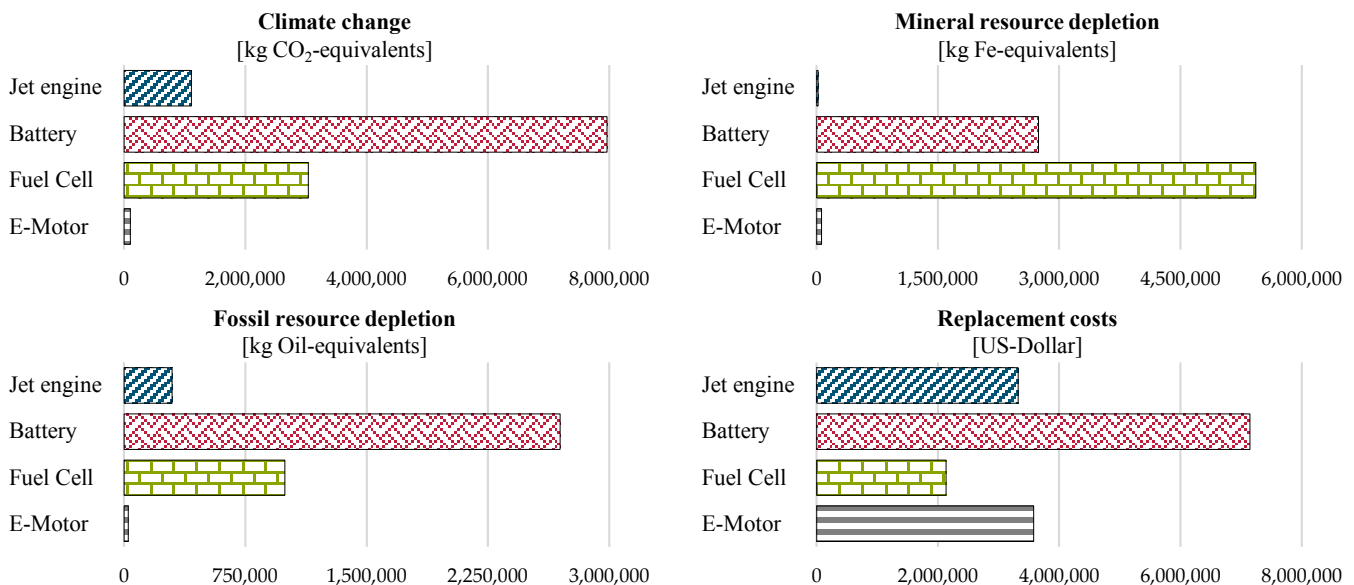 Climate change
[kg CO₂-equivalents]
Jet engine
Battery
Fuel Cell
E-Motor
0 2,000,000 4,000,000 6,000,000 8,000,000
Mineral resource depletion
[kg Fe-equivalents]
Jet engine
Battery
Fuel Cell
E-Motor
0 1,500,000 3,000,000 4,500,000 6,000,000
Fossil resource depletion
[kg Oil-equivalents]
Jet engine
Battery
Fuel Cell
E-Motor
0 750,000 1,500,000 2,250,000 3,000,000
Replacement costs
[US-Dollar]
Jet engine
Battery
Fuel Cell
E-Motor
0 2,000,000 4,000,000 6,000,000 8,000,000